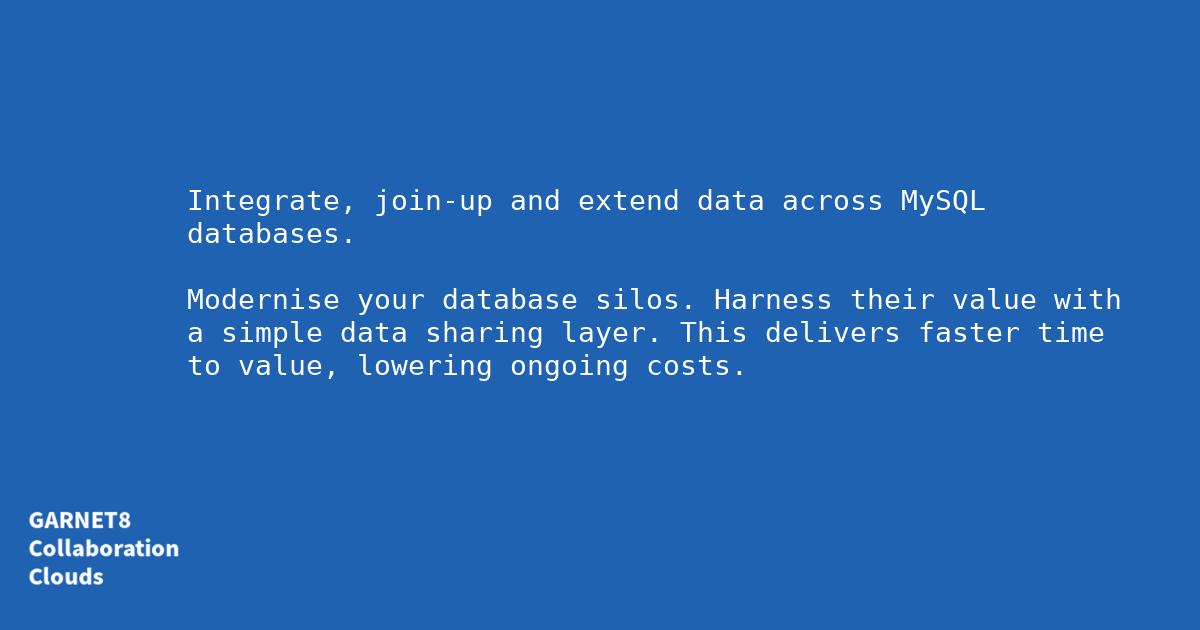 Integrate, join-up and extend data across MySQL
databases.
Modernise your database silos. Harness their value with
a simple data sharing layer. This delivers faster time
to value, lowering ongoing costs.
GARNET8
Collaboration
Clouds